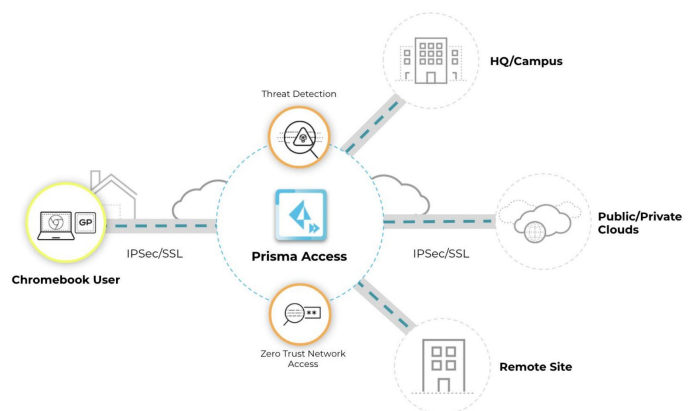 HQ/Campus
Threat Detection
GP
Public/Private
Clouds
IPSec/SSL
Prisma Access
IPSec/SSL
Chromebook User
**
Zero Trust Network
Access
Remote Site